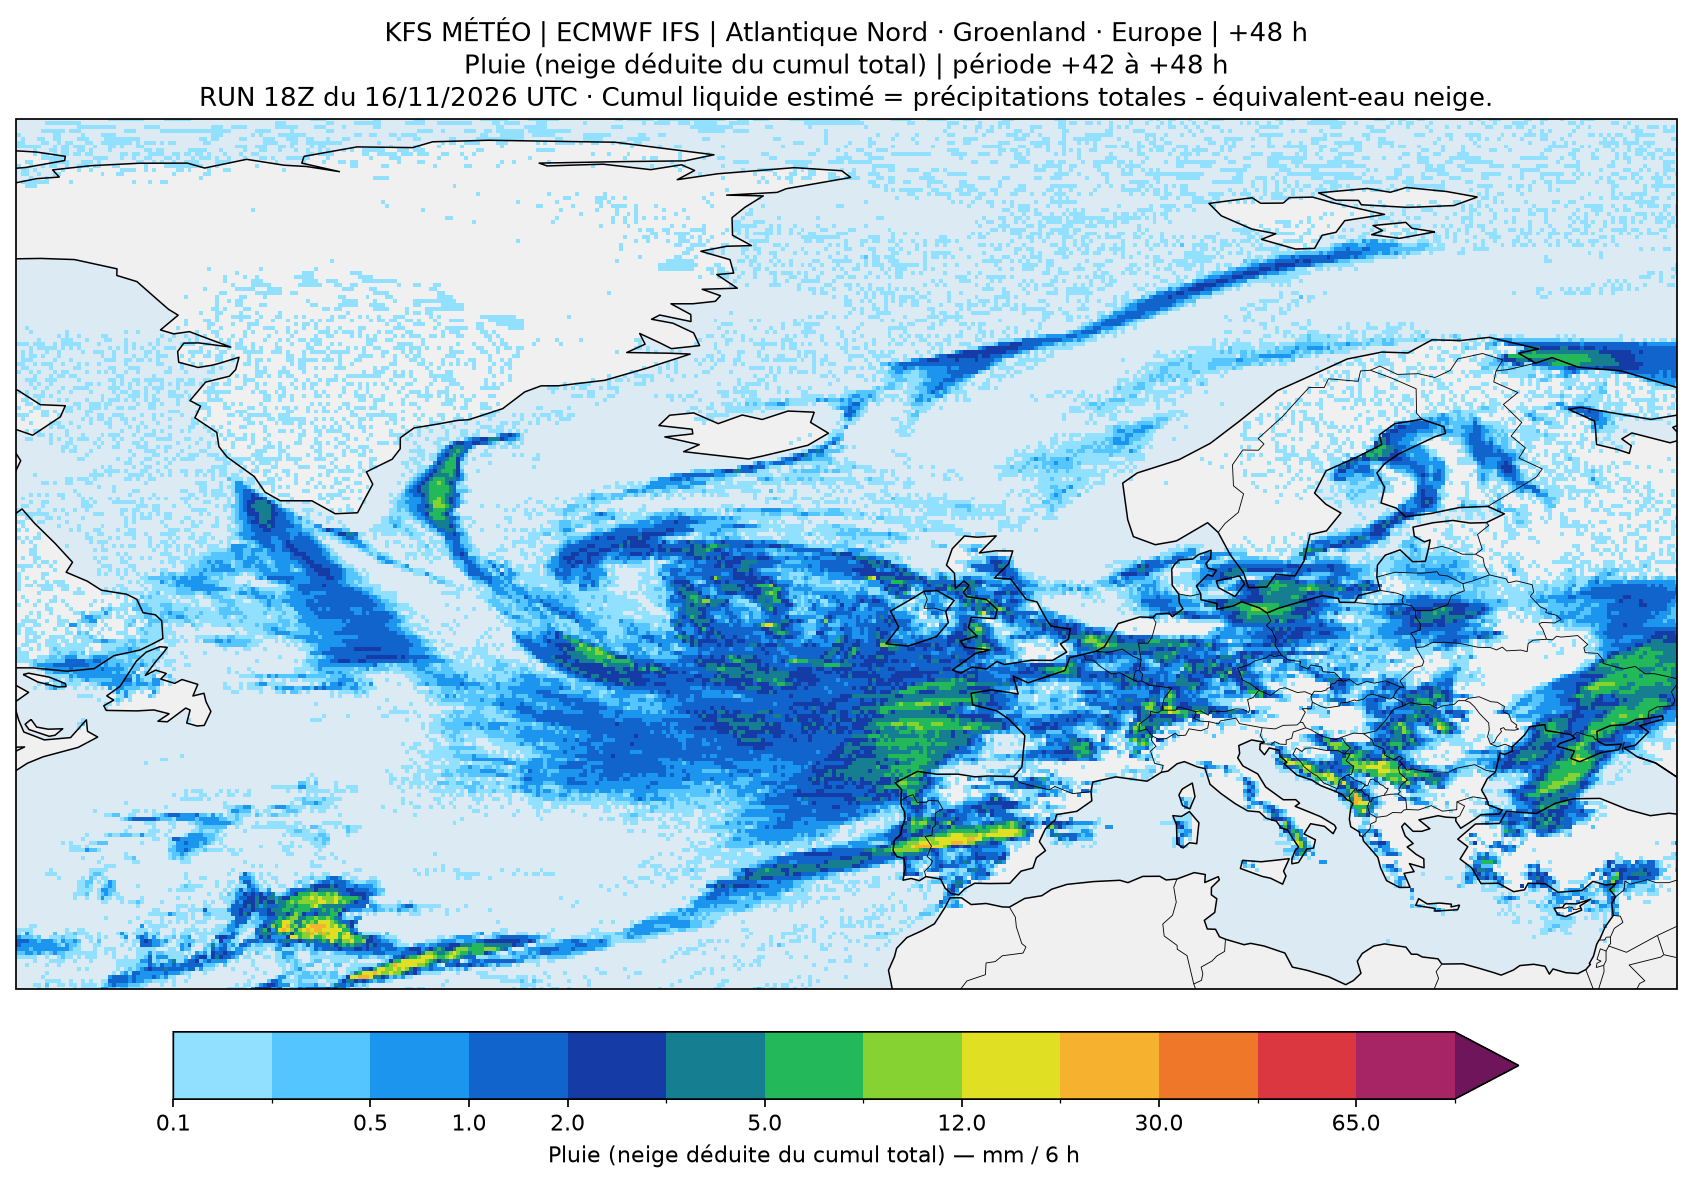 KFS MÉTÉO | ECMWF IFS | Atlantique Nord · Groenland · Europe | +48 h
Pluie (neige déduite du cumul total) | période +42 à +48 h
RUN 18Z du 16/11/2026 UTC · Cumul liquide estimé = précipitations totales - équivalent-eau neige.
0.1 0.5 1.0 2.0 5.0 12.0 30.0 65.0
Pluie (neige déduite du cumul total) — mm / 6 h